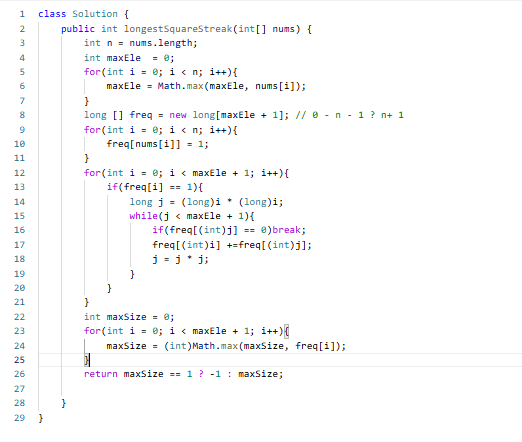 1 class Solution {
2 public int longestSquareStreak(int[] nums) {
3 int n = nums.length;
4 int maxEle  = 0;
5 for(int i = 0; i < n; i++){
6 maxEle = Math.max(maxEle, nums[i]);
7 }
8 long [] freq = new long[maxEle + 1]; // 0 - n - 1 ? n+ 1
9 for(int i = 0; i < n; i++){
10 freq[nums[i]] = 1;
11 }
12 for(int i = 0; i < maxEle + 1; i++){
13 if(freq[i] == 1){
14 long j = (long)i * (long)i;
15 while(j < maxEle + 1){
16 if(freq[(int)j] == 0)break;
17 freq[(int)i] +=freq[(int)j];
18 j = j * j;
19 }
20 }
21 }
22 int maxSize = 0;
23 for(int i = 0; i < maxEle + 1; i++){
24 maxSize = (int)Math.max(maxSize, freq[i]);
25 }
26 return maxSize == 1 ? -1 : maxSize;
27
28 }
29 }